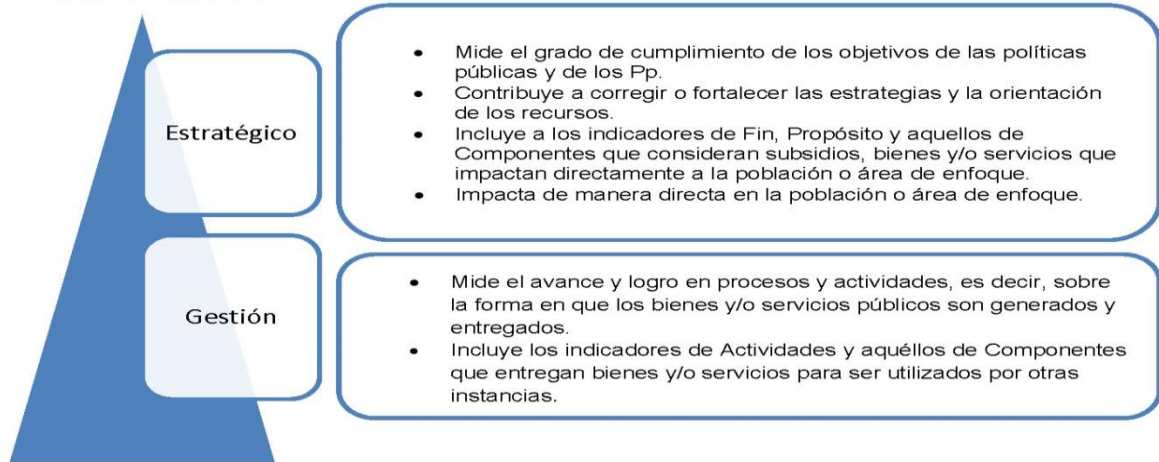 Estratégico
• Mide el grado de cumplimiento de los objetivos de las políticas
públicas y de los Pp.
• Contribuye a corregir o fortalecer las estrategias y la orientación
de los recursos.
• Incluye a los indicadores de Fin, Propósito y aquellos de
Componentes que consideran subsidios, bienes y/o servicios que
impactan directamente a la población o área de enfoque.
• Impacta de manera directa en la población o área de enfoque.
Gestión
• Mide el avance y logro en procesos y actividades, es decir, sobre
la forma en que los bienes y/o servicios públicos son generados y
entregados.
• Incluye los indicadores de Actividades y aquéllos de Componentes
que entregan bienes y/o servicios para ser utilizados por otras
instancias.